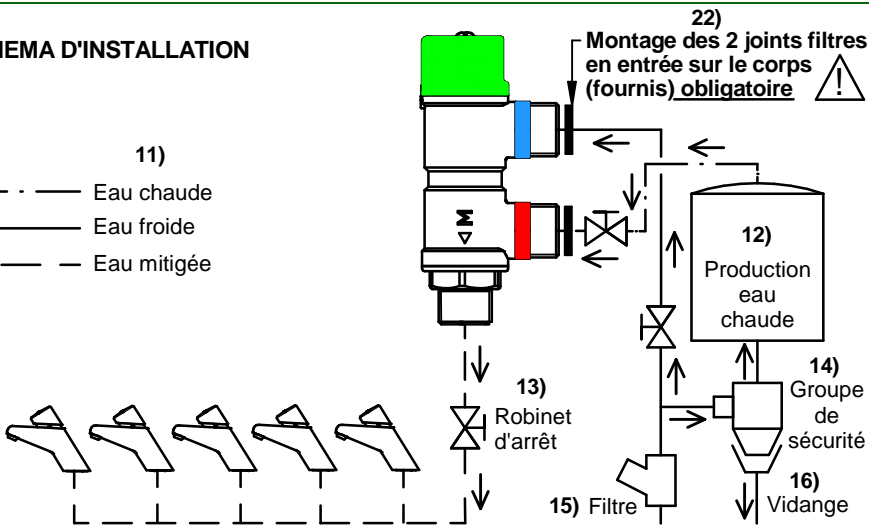 HEMA D'INSTALLATION
22)
Montage des 2 joints filtres
en entrée sur le corps
(fournis) obligatoire
!
11)
Eau chaude
Eau froide
Eau mitigée
M
12)
Production
eau
chaude
13)
Robinet
d'arrêt
14)
Groupe
de
sécurité
15) Filtre
16)
Vidange